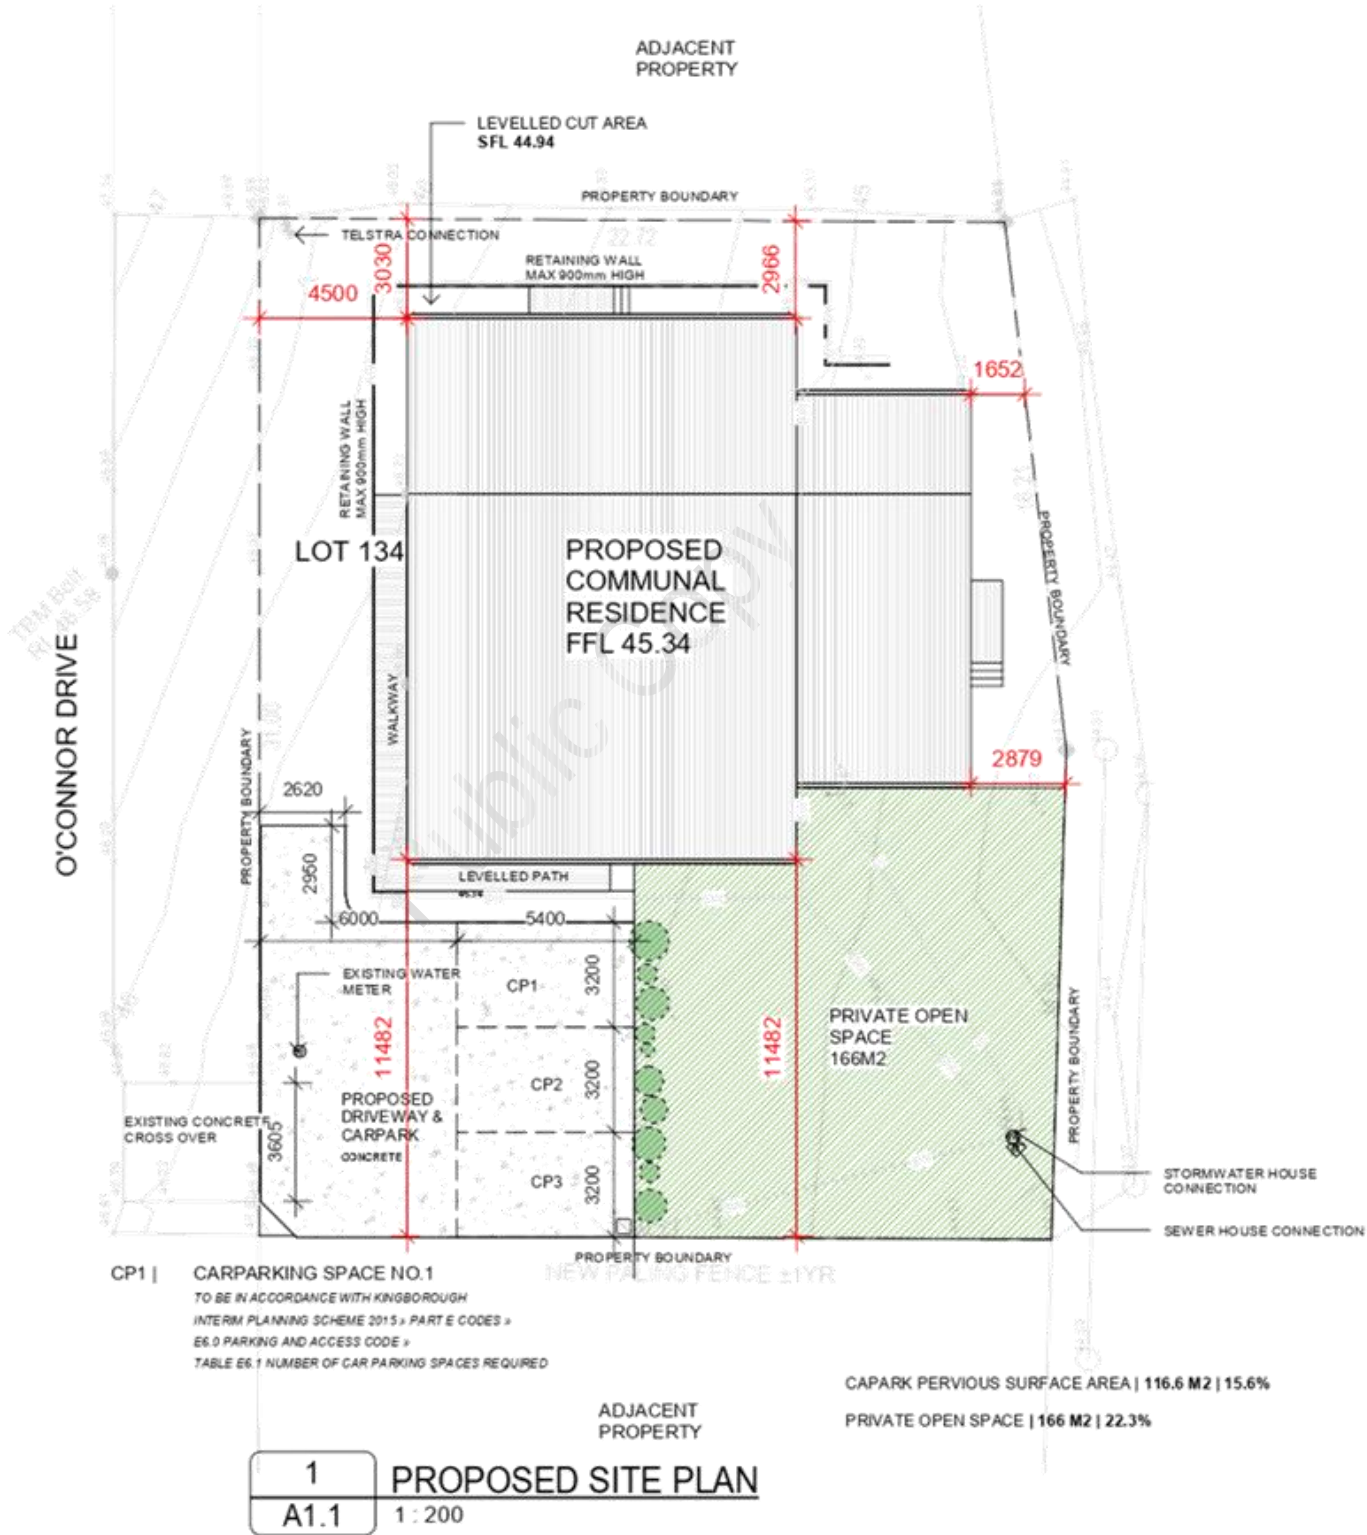 ADJACENT
PROPERTY
LEVELLED CUT AREA
SFL 44.94
PROPERTY BOUNDARY
TELSTRA CONNECTION
3030
RETAINING WALL
MAX 900mm HIGH
2966
4500
1652
RETAINING WALL
MAX 900mm HIGH
LOT 134
PROPOSED
COMMUNAL
RESIDENCE
FFL 45.34
PROPERTY BOUNDARY
O'CONNOR DRIVE
WALKWAY
PROPERTY BOUNDARY
2879
2620
2950
LEVELLED PATH
6000
5400
EXISTING WATER
METER
CP1
3200
PRIVATE OPEN
SPACE
166M2
11482
11482
PROPERTY BOUNDARY
CP2
3200
PROPOSED
DRIVEWAY &
CARPARK
CONCRETE
EXISTING CONCRETE
CROSS OVER
3605
CP3
3200
STORMWATER HOUSE
CONNECTION
SEWER HOUSE CONNECTION
PROPERTY BOUNDARY
NEW PALING FENCE ±1YR
Public Copy
CP1 | CARPARKING SPACE NO.1
TO BE IN ACCORDANCE WITH KINGBOROUGH
INTERIM PLANNING SCHEME 2015 » PART E CODES »
E6.0 PARKING AND ACCESS CODE »
TABLE E6.1 NUMBER OF CAR PARKING SPACES REQUIRED
CAPARK PERVIOUS SURFACE AREA | 116.6 M2 | 15.6%
PRIVATE OPEN SPACE | 166 M2 | 22.3%
ADJACENT
PROPERTY
1
A1.1
PROPOSED SITE PLAN
1 : 200